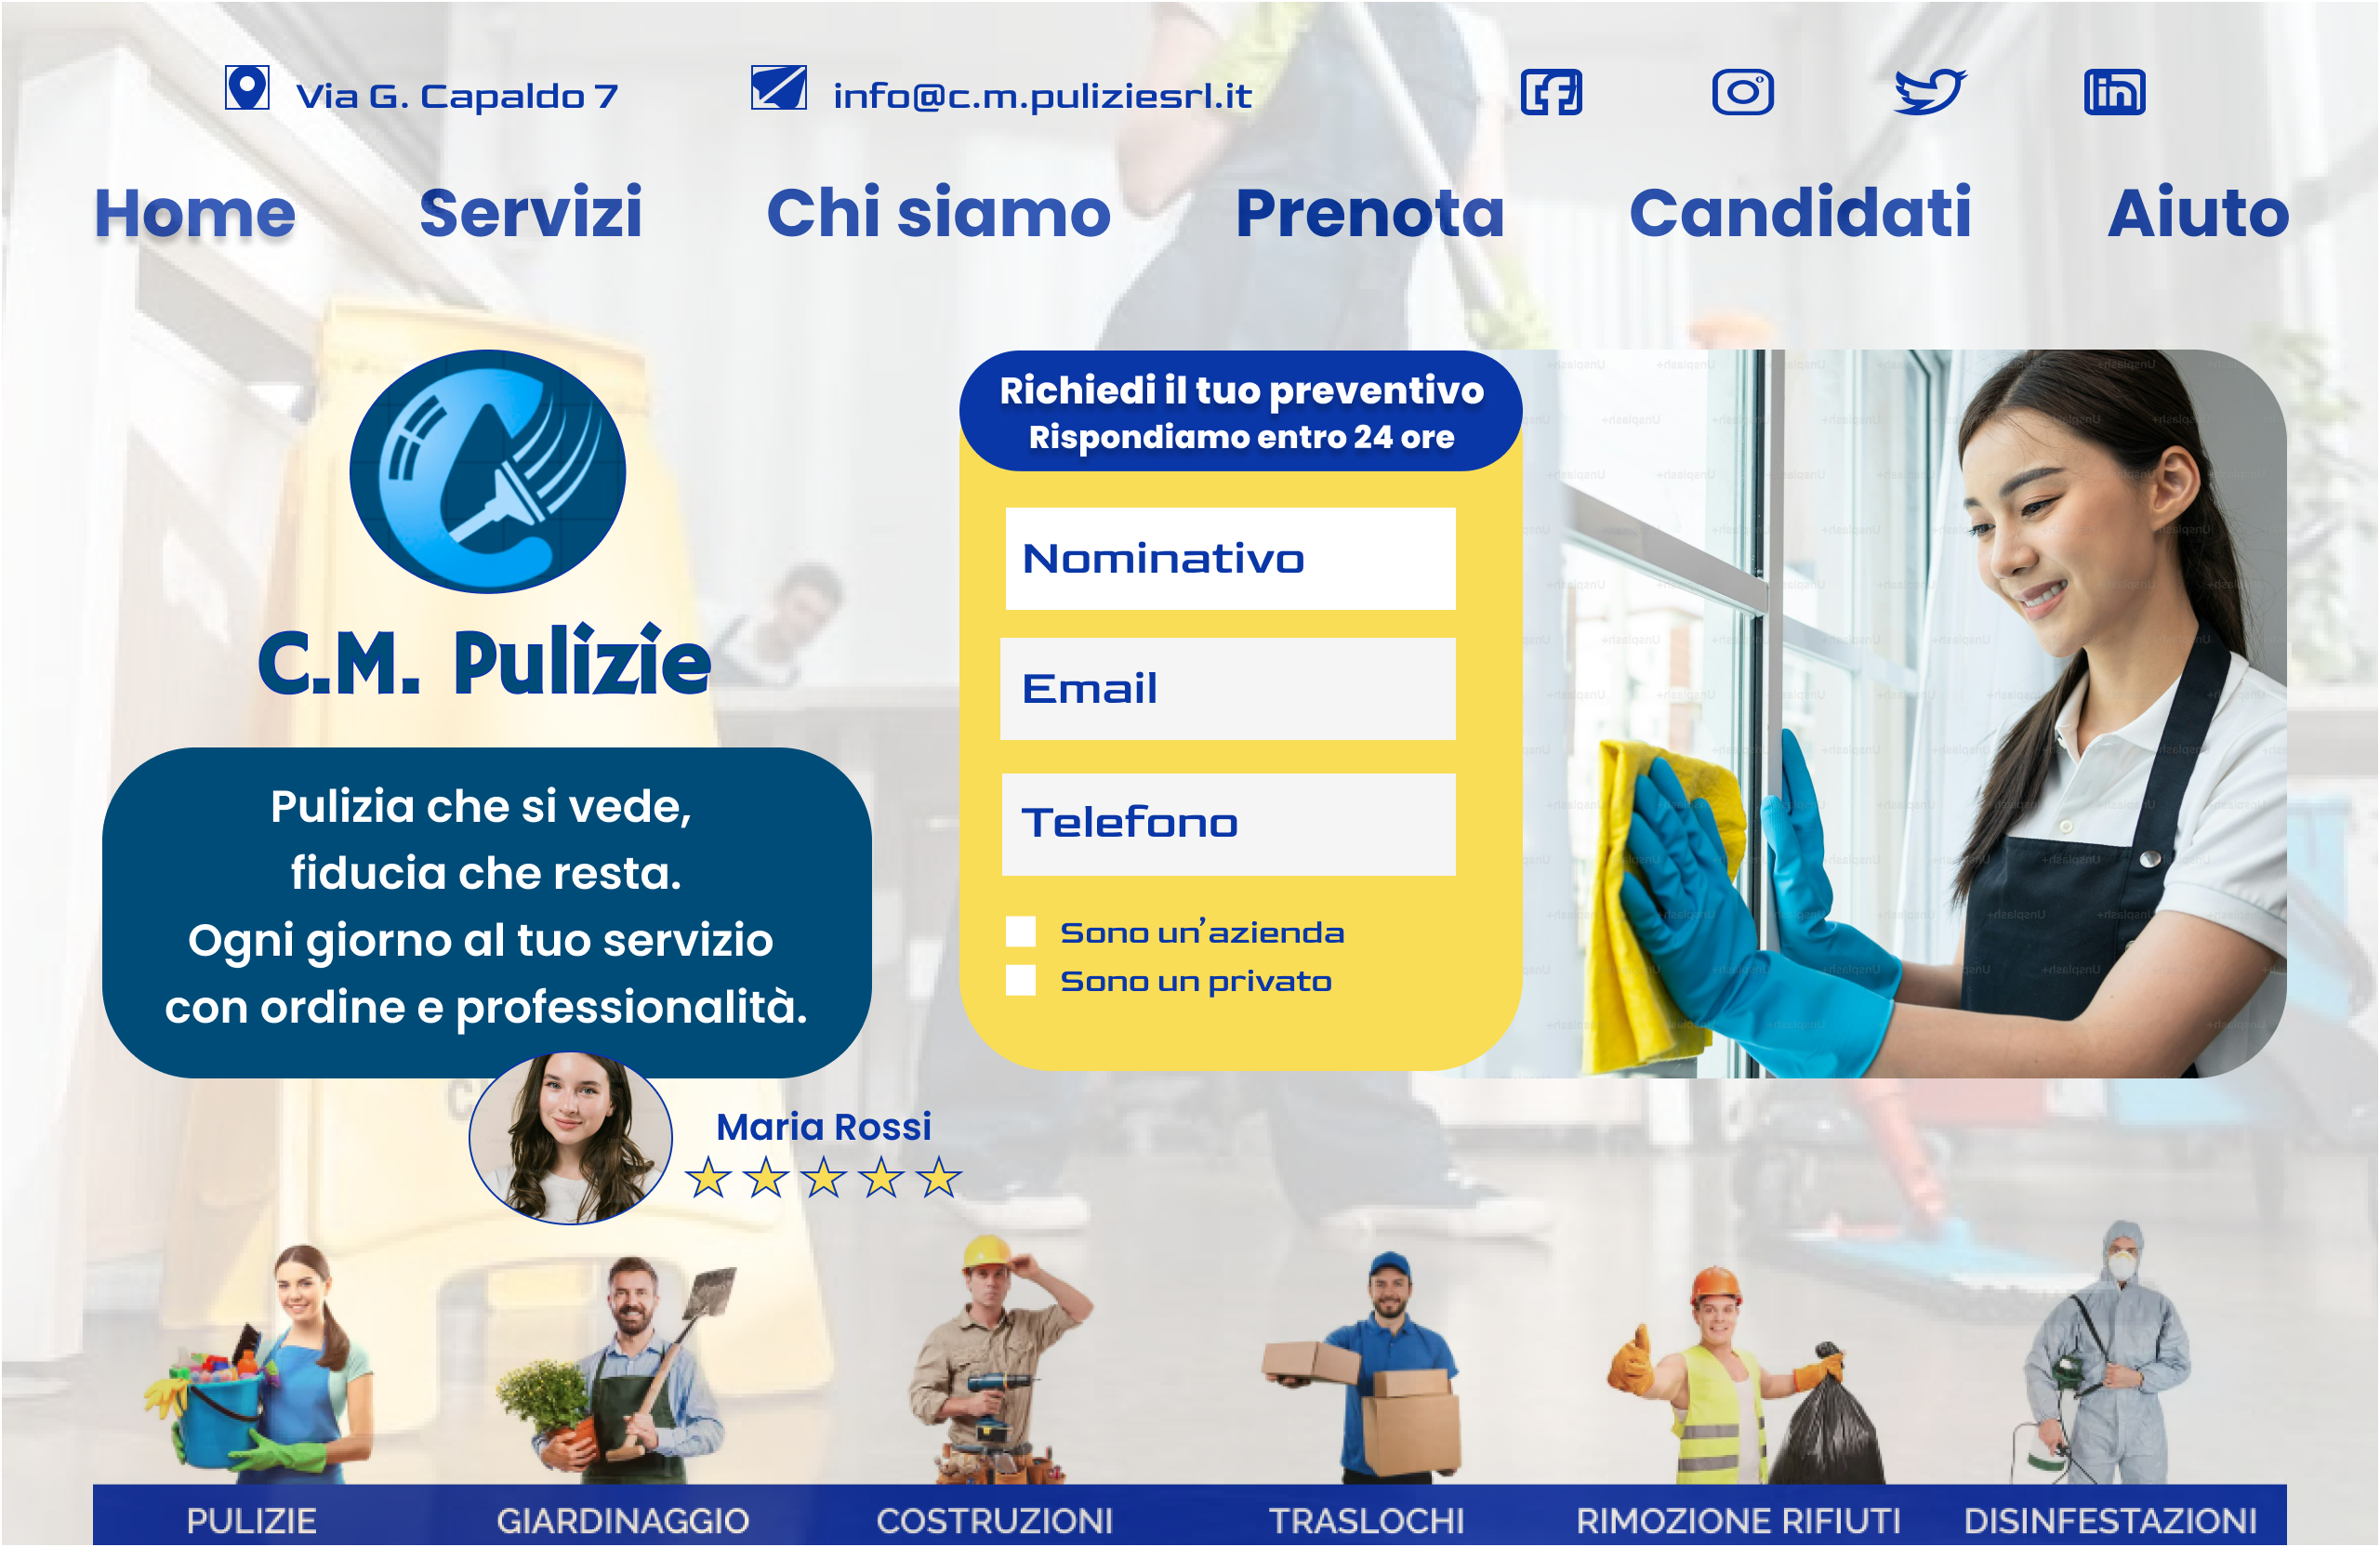 Via G. Capaldo 7
info@c.m.puliziesrl.it
Home Servizi Chi siamo Prenota Candidati Aiuto
C.M. Pulizie
Pulizia che si vede,
fiducia che resta.
Ogni giorno al tuo servizio
con ordine e professionalità.
Maria Rossi
Richiedi il tuo preventivo
Rispondiamo entro 24 ore
Nominativo
Email
Telefono
Sono un’azienda
Sono un privato
Unsplash+
PULIZIE GIARDINAGGIO COSTRUZIONI TRASLOCHI RIMOZIONE RIFIUTI DISINFESTAZIONI